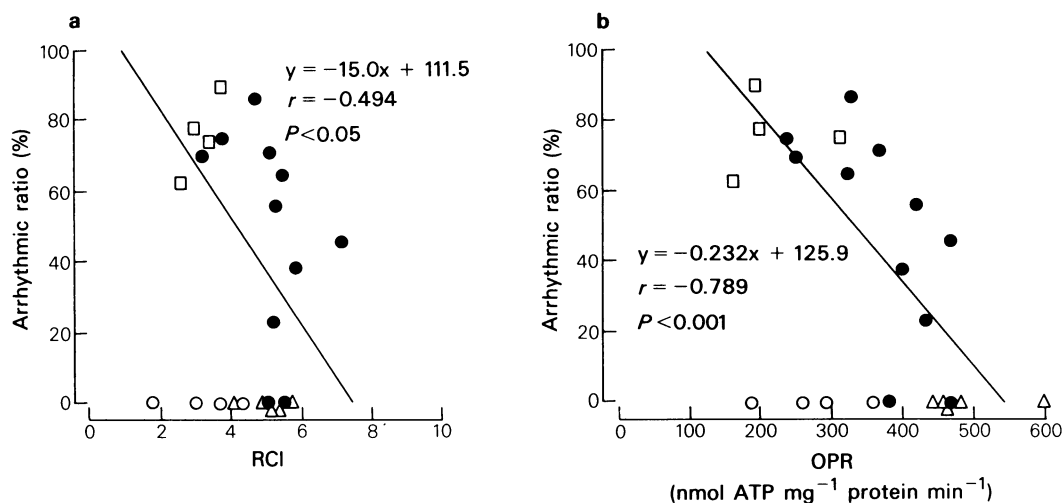 a
y = −15.0x + 111.5
r = −0.494
P<0.05
Arrhythmic ratio (%)
100
80
60
40
20
0
0 2 4 6 8 10
RCI
b
y = −0.232x + 125.9
r = −0.789
P<0.001
Arrhythmic ratio (%)
100
80
60
40
20
0
0 100 200 300 400 500 600
OPR
(nmol ATP mg⁻¹ protein min⁻¹)